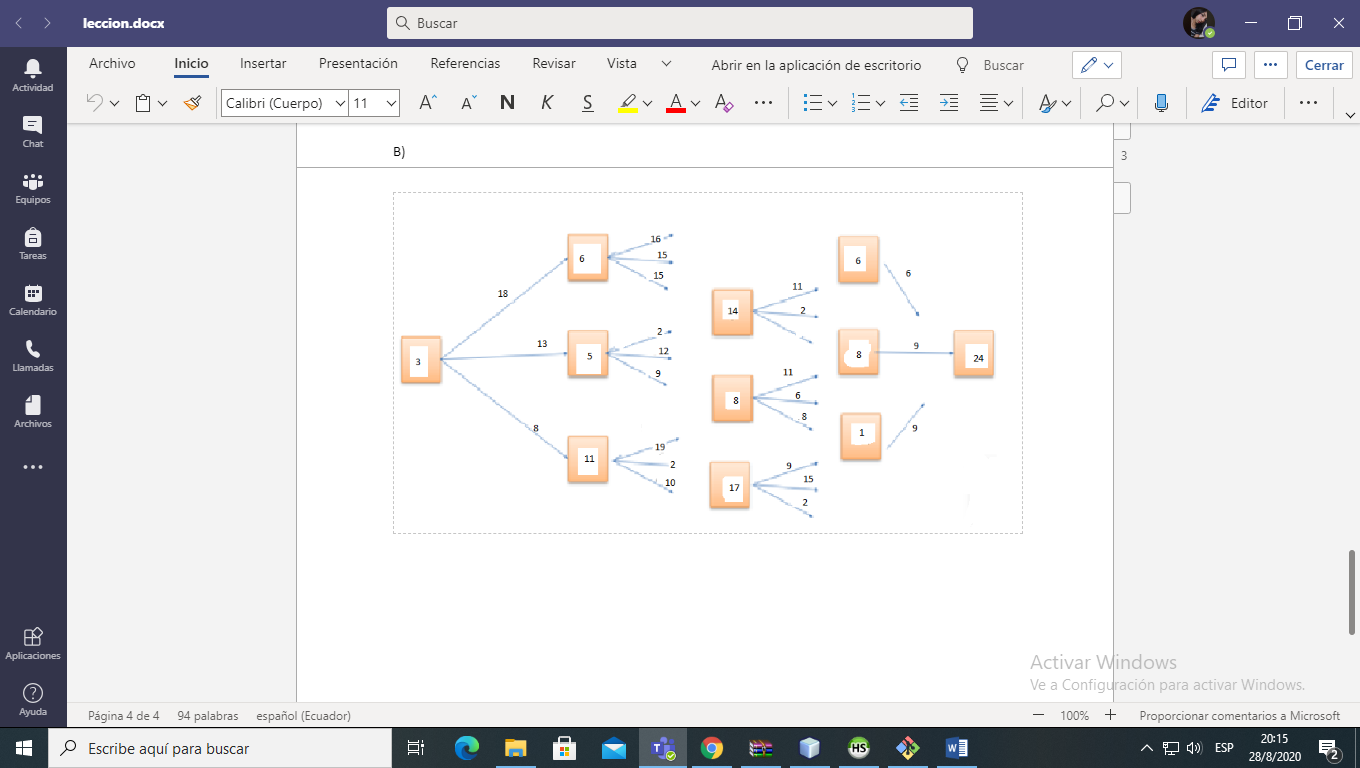 leccion.docx
Buscar
Actividad
Chat
Equipos
Tareas
Calendario
Llamadas
Archivos
Aplicaciones
Ayuda
Archivo Inicio Insertar Presentación Referencias Revisar Vista Abrir en la aplicación de escritorio Buscar Cerrar
Calibri (Cuerpo) 11 A A N K S A A Editor
B)
3
16
6
15
15
18
13
3
8
2
5
12
9
19
11
2
10
11
14
2
11
8
6
8
9
17
15
2
6
6
8
9
24
1
9
Activar Windows
Ve a Configuración para activar Windows.
Página 4 de 4 94 palabras español (Ecuador) 100% Proporcionar comentarios a Microsoft
Escribe aquí para buscar
HS
ESP
20:15
28/8/2020
2